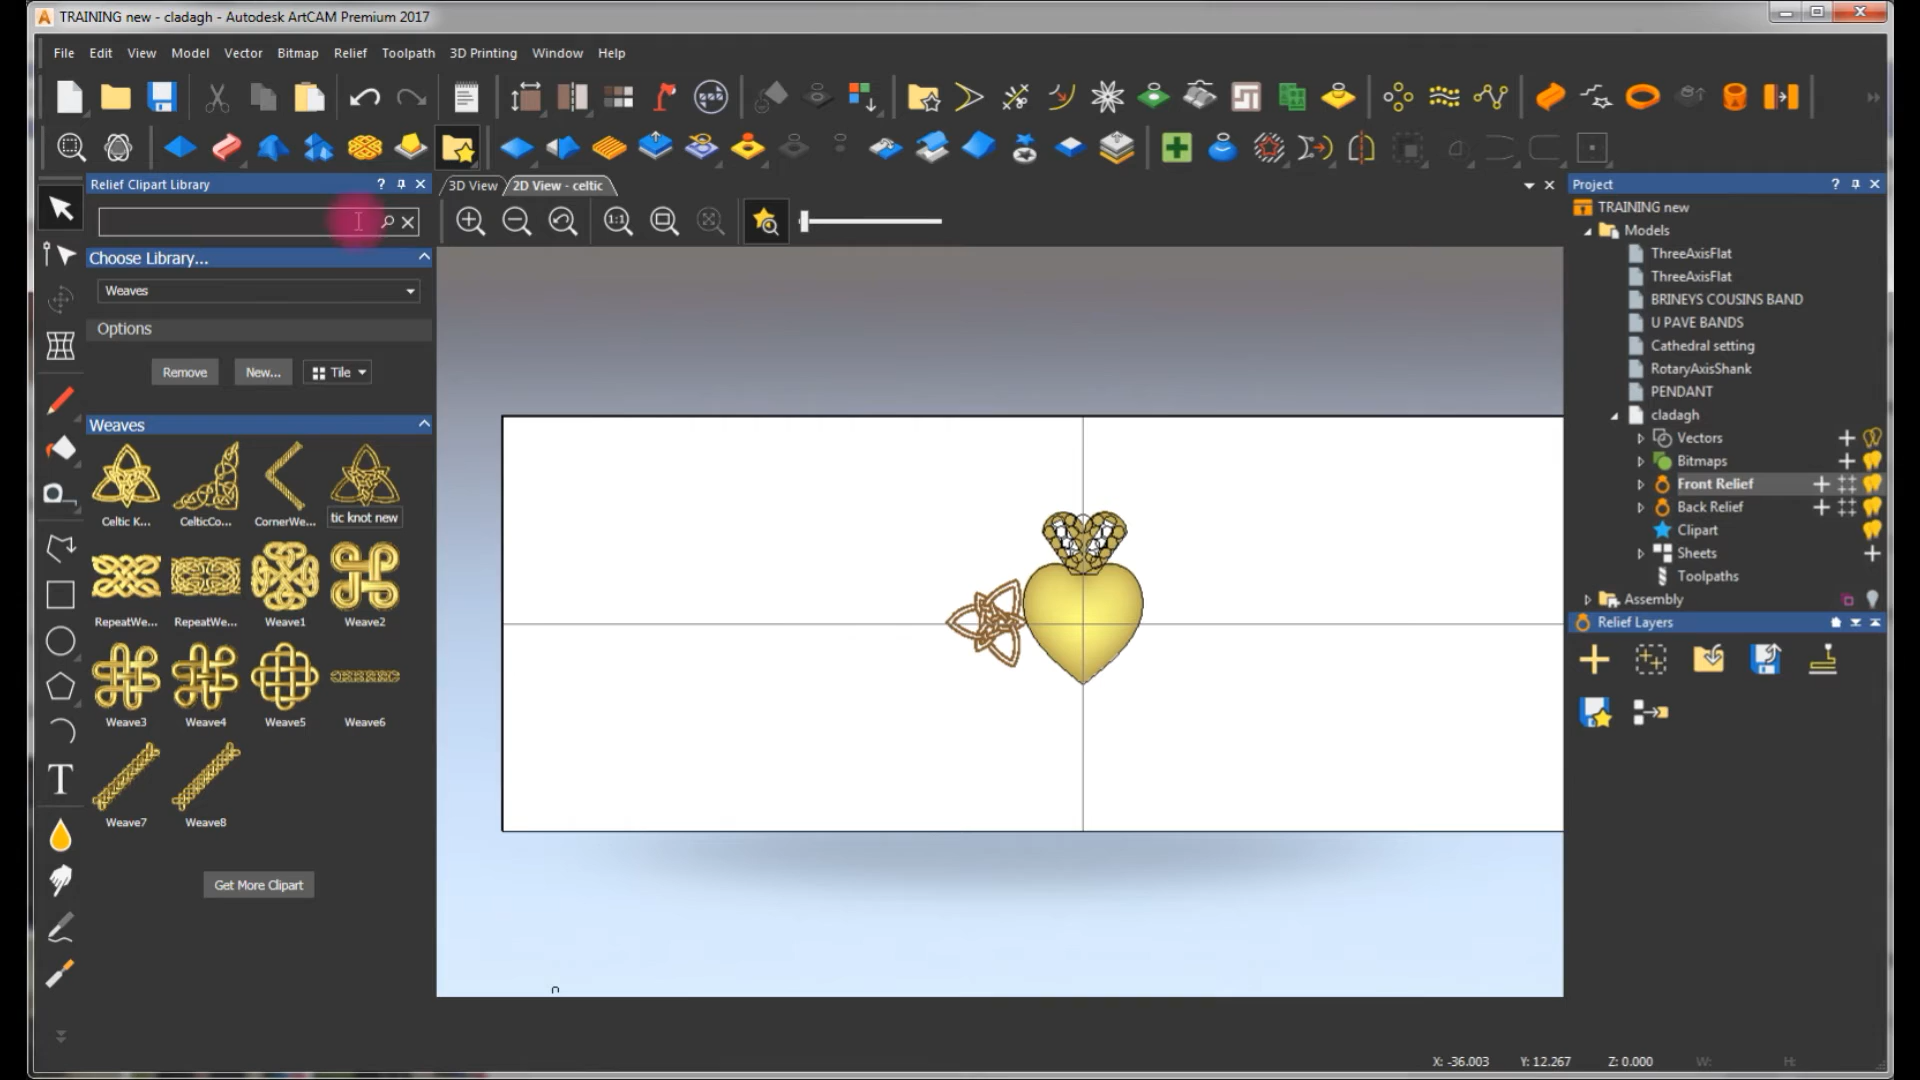 TRAINING new - cladagh - Autodesk ArtCAM Premium 2017
File Edit View Model Vector Bitmap Relief Toolpath 3D Printing Window Help
Relief Clipart Library
3D View
2D View - celtic
Project
TRAINING new
Models
ThreeAxisFlat
ThreeAxisFlat
BRINEYS COUSINS BAND
U PAVE BANDS
Cathedral setting
RotaryAxisShank
PENDANT
cladagh
Vectors
Bitmaps
Front Relief
Back Relief
Clipart
Sheets
Toolpaths
Assembly
Relief Layers
1:1
Choose Library...
Weaves
Options
Remove
New...
Tile
Weaves
Celtic K...
CelticCo...
CornerWe...
tic knot new
RepeatWe...
RepeatWe...
Weave1
Weave2
Weave3
Weave4
Weave5
Weave6
Weave7
Weave8
Get More Clipart
X: -36.003
Y: 12.267
Z: 0.000
W:
H: